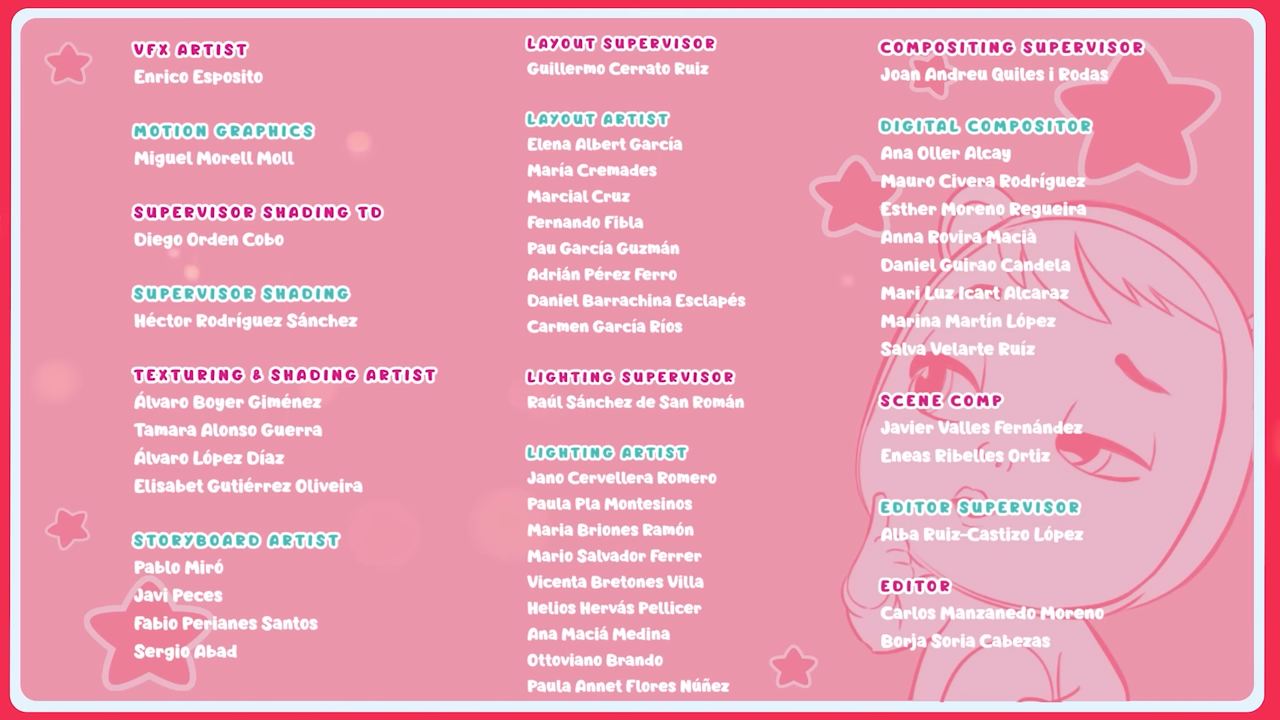 VFX ARTIST
Enrico Esposito
MOTION GRAPHICS
Miguel Morell Moll
SUPERVISOR SHADING TD
Diego Orden Cobo
SUPERVISOR SHADING
Héctor Rodríguez Sánchez
TEXTURING & SHADING ARTIST
Álvaro Boyer Giménez
Tamara Alonso Guerra
Álvaro López Díaz
Elisabet Gutiérrez Oliveira
STORYBOARD ARTIST
Pablo Miró
Javi Peces
Fabio Perianes Santos
Sergio Abad
LAYOUT SUPERVISOR
Guillermo Cerrato Ruiz
LAYOUT ARTIST
Elena Albert García
María Cremades
Marcial Cruz
Fernando Fibla
Pau García Guzmán
Adrián Pérez Ferro
Daniel Barrachina Esclapés
Carmen García Ríos
LIGHTING SUPERVISOR
Raúl Sánchez de San Román
LIGHTING ARTIST
Jano Cervellera Romero
Paula Pla Montesinos
Maria Briones Ramón
Mario Salvador Ferrer
Vicenta Bretones Villa
Helios Hervás Pellicer
Ana Maciá Medina
Ottoviano Brando
Paula Annet Flores Núñez
COMPOSITING SUPERVISOR
Joan Andreu Quiles i Rodas
DIGITAL COMPOSITOR
Ana Oller Alcay
Mauro Civera Rodríguez
Esther Moreno Regueira
Anna Rovira Macià
Daniel Guirao Candela
Mari Luz Icart Alcaraz
Marina Martín López
Salva Velarte Ruíz
SCENE COMP
Javier Valles Fernández
Eneas Ribelles Ortiz
EDITOR SUPERVISOR
Alba Ruiz-Castizo López
EDITOR
Carlos Manzanedo Moreno
Borja Soria Cabezas